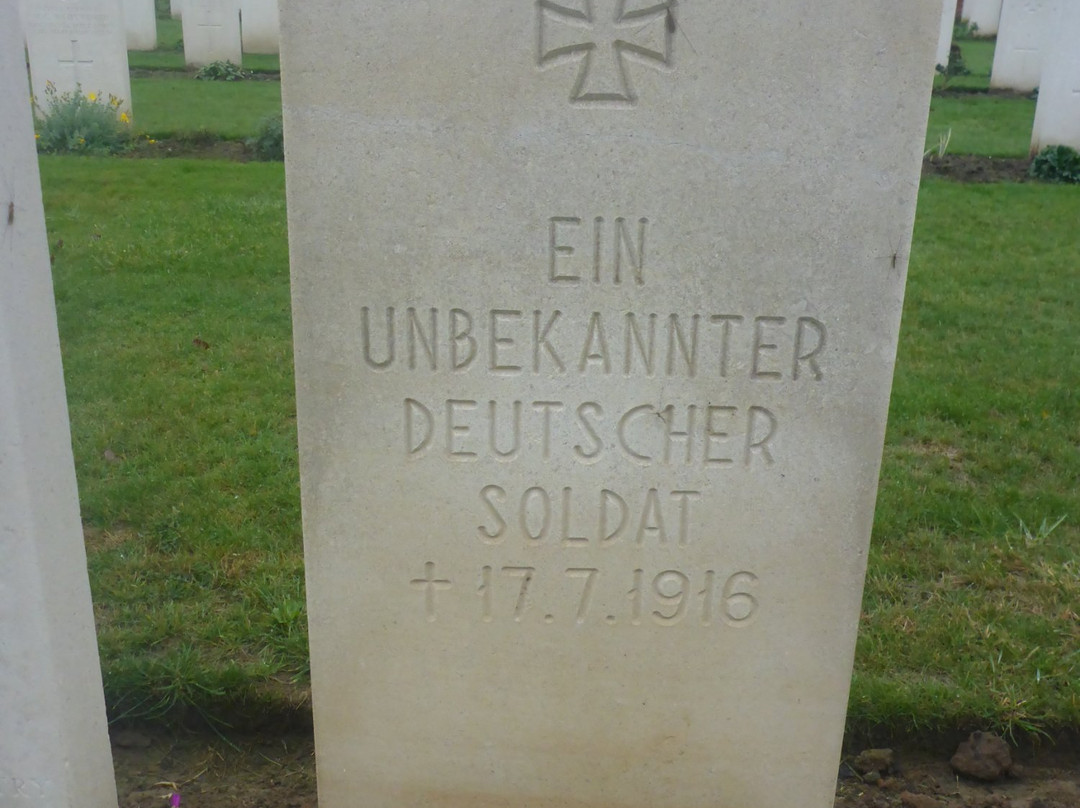 EIN
UNBEKANNTER
DEUTSCHER
SOLDAT
† 17.7.1916